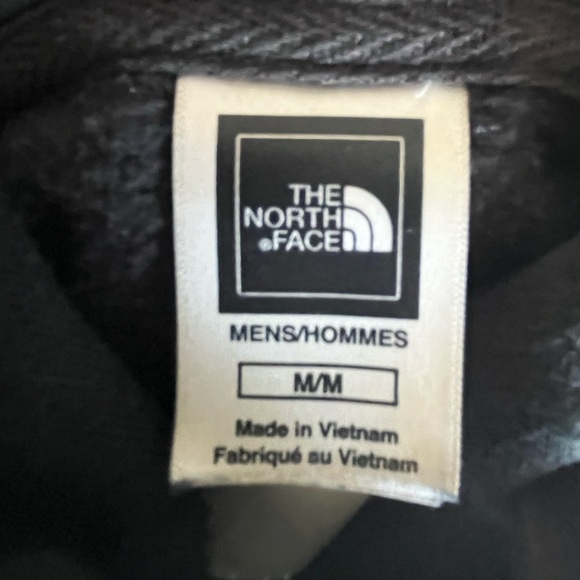 THE
NORTH
®FACE
MENS/HOMMES
M/M
Made in Vietnam
Fabriqué au Vietnam